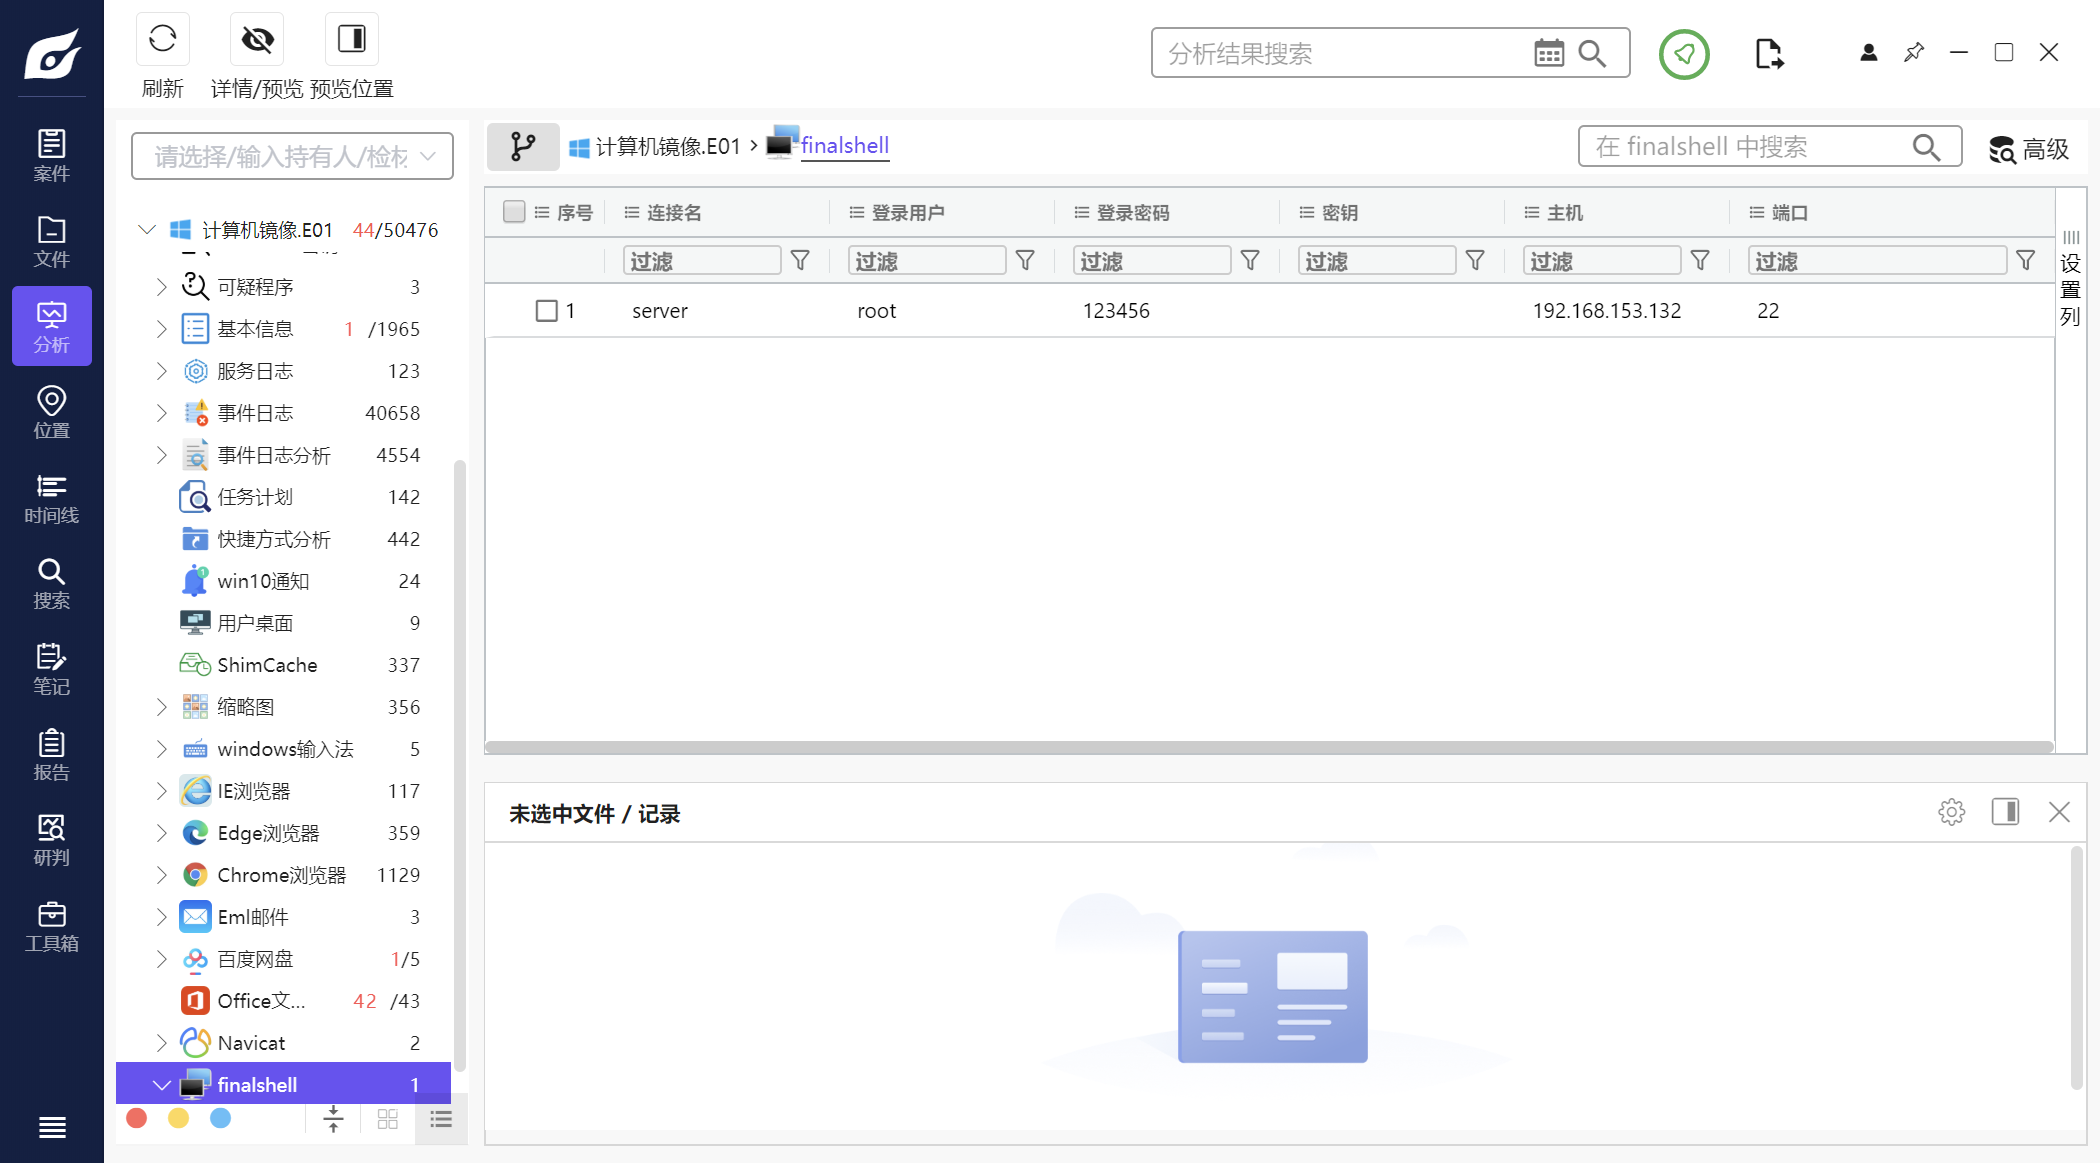 刷新
详情/预览
预览位置
分析结果搜索
案件
文件
分析
位置
时间线
搜索
笔记
报告
研判
工具箱
请选择/输入持有人/检材
计算机镜像.E01 44/50476
可疑程序 3
基本信息 1 /1965
服务日志 123
事件日志 40658
事件日志分析 4554
任务计划 142
快捷方式分析 442
win10通知 24
用户桌面 9
ShimCache 337
缩略图 356
windows输入法 5
IE浏览器 117
Edge浏览器 359
Chrome浏览器 1129
Eml邮件 3
百度网盘 1/5
Office文... 42 /43
Navicat 2
finalshell 1
计算机镜像.E01 > finalshell
在 finalshell 中搜索
高级
序号 连接名 登录用户 登录密码 密钥 主机 端口
过滤 过滤 过滤 过滤 过滤 过滤
1 server root 123456 192.168.153.132 22
设置列
未选中文件 / 记录